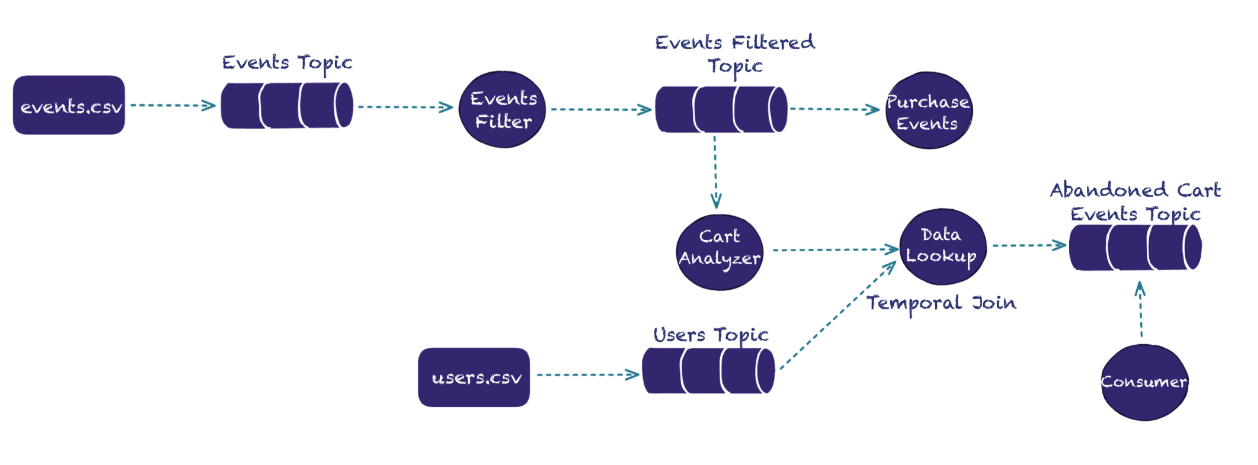 Events Filtered
Topic
Events Topic
events.csv
Events
Filter
Purchase
Events
Abandoned Cart
Events Topic
Cart
Analyzer
Data
Lookup
Temporal Join
Users Topic
users.csv
Consumer